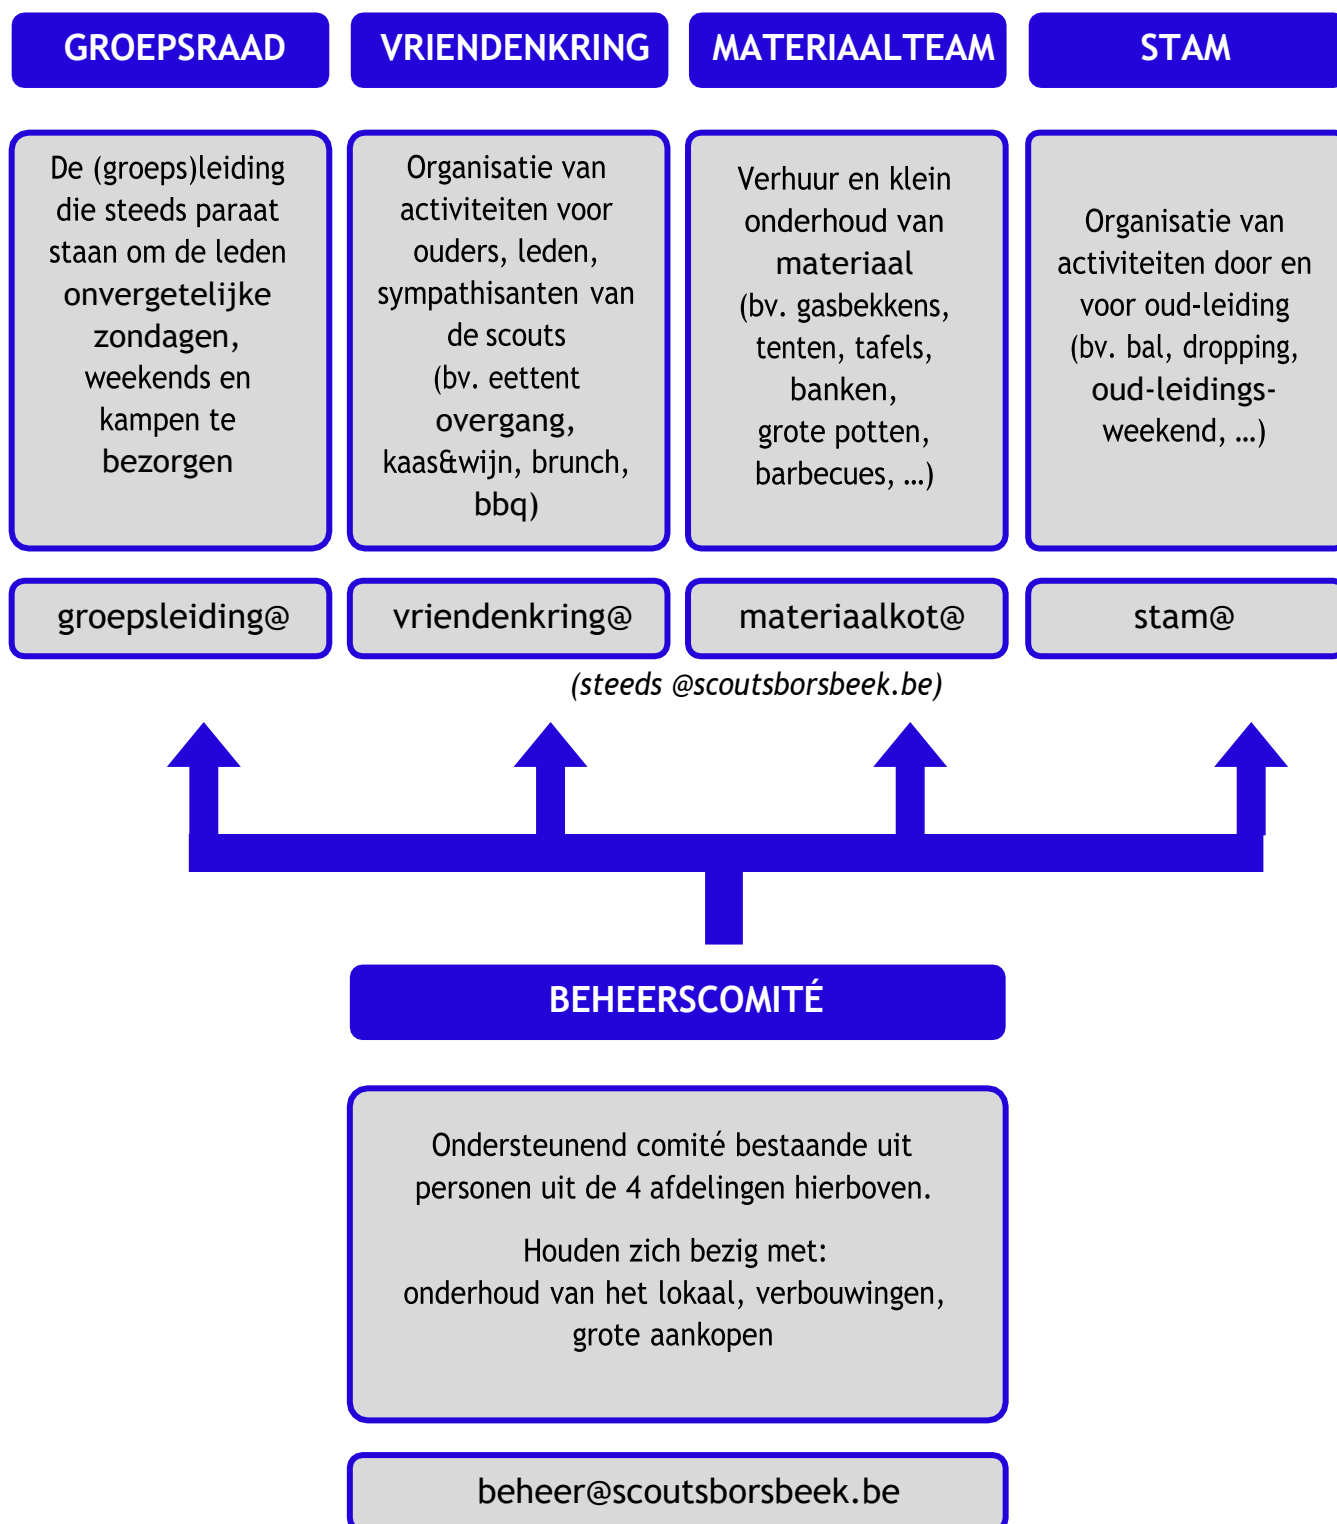 GROEPSRAAD
De (groeps)leiding
die steeds paraat
staan om de leden
onvergetelijke
zondagen,
weekends en
kampen te
bezorgen
groepsleiding@
VRIENDENKRING
Organisatie van
activiteiten voor
ouders, leden,
sympathisanten van
de scouts
(bv. eettent
overgang,
kaas&wijn, brunch,
bbq)
vriendenkring@
MATERIAALTEAM
Verhuur en klein
onderhoud van
materiaal
(bv. gasbekkens,
tenten, tafels,
banken,
grote potten,
barbecues, …)
materiaalkot@
STAM
Organisatie van
activiteiten door en
voor oud-leiding
(bv. bal, dropping,
oud-leidings-
weekend, …)
stam@
(steeds @scoutsborsbeek.be)
BEHEERSCOMITÉ
Ondersteunend comité bestaande uit
personen uit de 4 afdelingen hierboven.
Houden zich bezig met:
onderhoud van het lokaal, verbouwingen,
grote aankopen
beheer@scoutsborsbeek.be